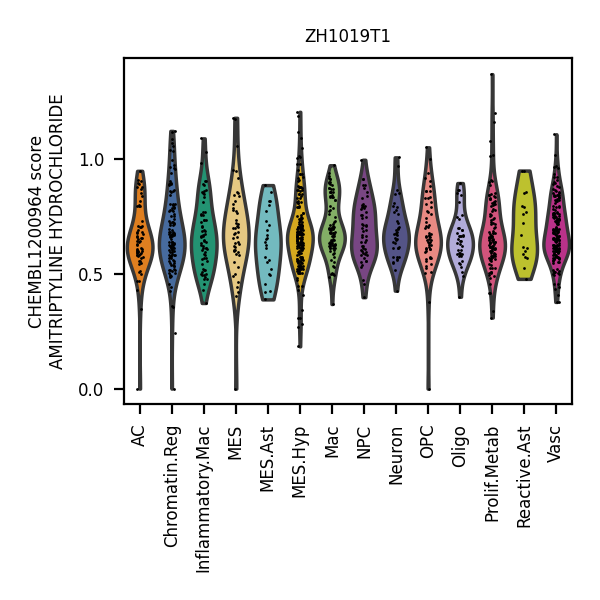 ZH1019T1
CHEMBL1200964 score
AMITRIPTYLINE HYDROCHLORIDE
1.0
0.5
0.0
AC
Chromatin.Reg
Inflammatory.Mac
MES
MES.Ast
MES.Hyp
Mac
NPC
Neuron
OPC
Oligo
Prolif.Metab
Reactive.Ast
Vasc